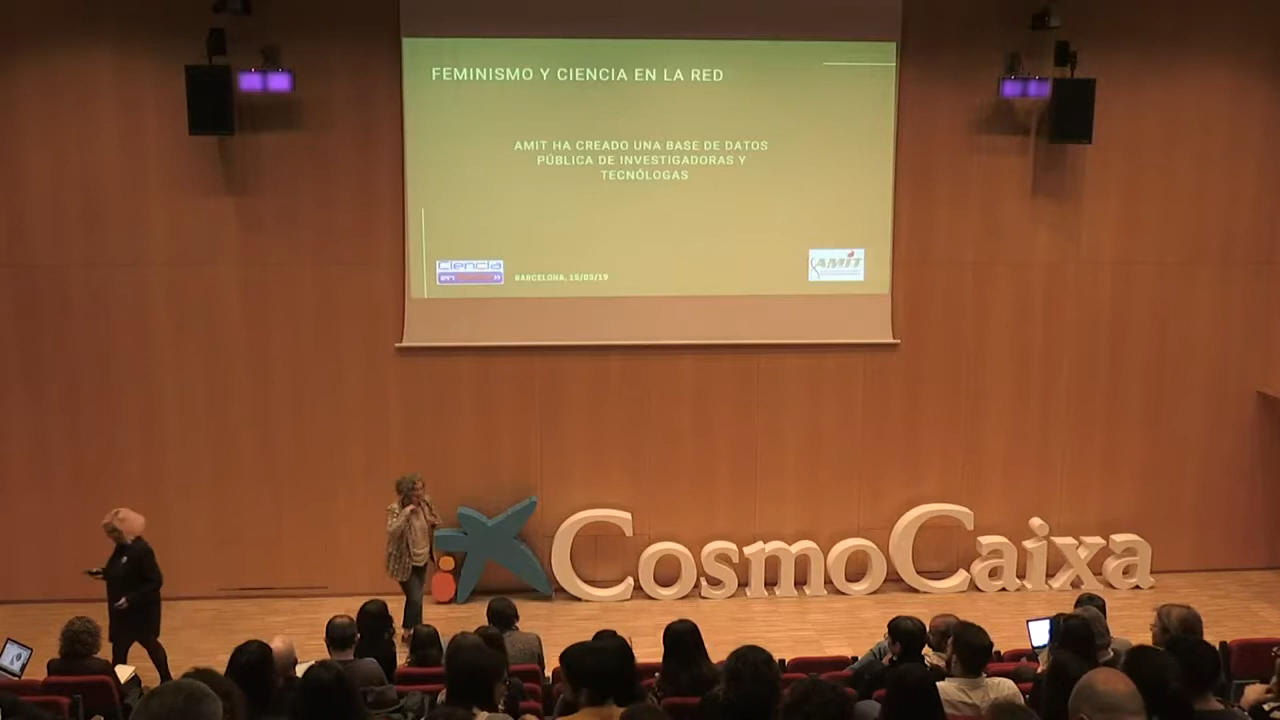 FEMINISMO Y CIENCIA EN LA RED
AMIT HA CREADO UNA BASE DE DATOS
PÚBLICA DE INVESTIGADORAS Y
TECNÓLOGAS
Ciencia
en
BARCELONA, 15/03/19
AMIT
CosmoCaixa